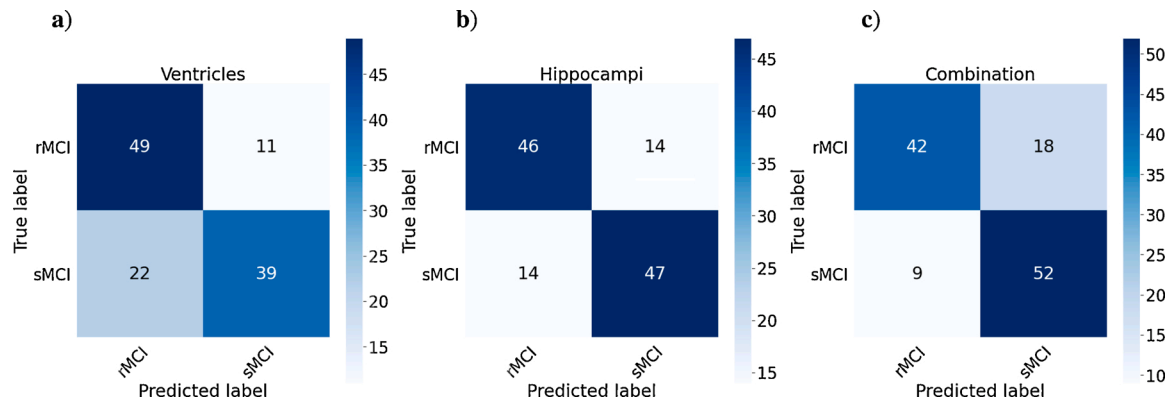 a)
Ventricles
True label
rMCI
sMCI
49
11
22
39
rMCI
sMCI
Predicted label
45
40
35
30
25
20
15
b)
Hippocampi
True label
rMCI
sMCI
46
14
14
47
rMCI
sMCI
Predicted label
45
40
35
30
25
20
15
c)
Combination
True label
rMCI
sMCI
42
18
9
52
rMCI
sMCI
Predicted label
50
45
40
35
30
25
20
15
10